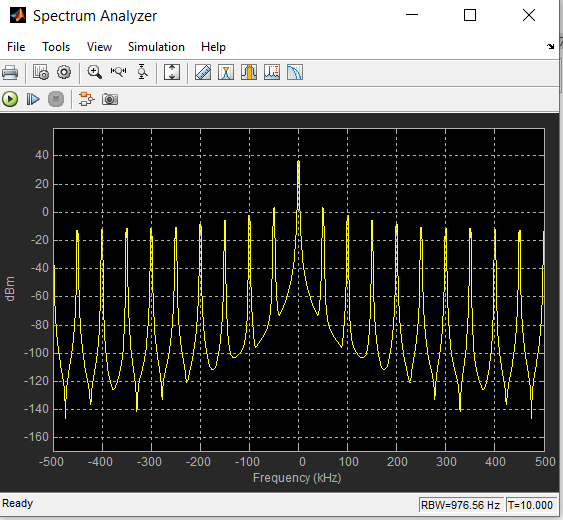 Spectrum Analyzer
File Tools View Simulation Help
40
20
0
-20
-40
-60
-80
-100
-120
-140
-160
dBm
-500 -400 -300 -200 -100 0 100 200 300 400 500
Frequency (kHz)
Ready RBW=976.56 Hz T=10.000